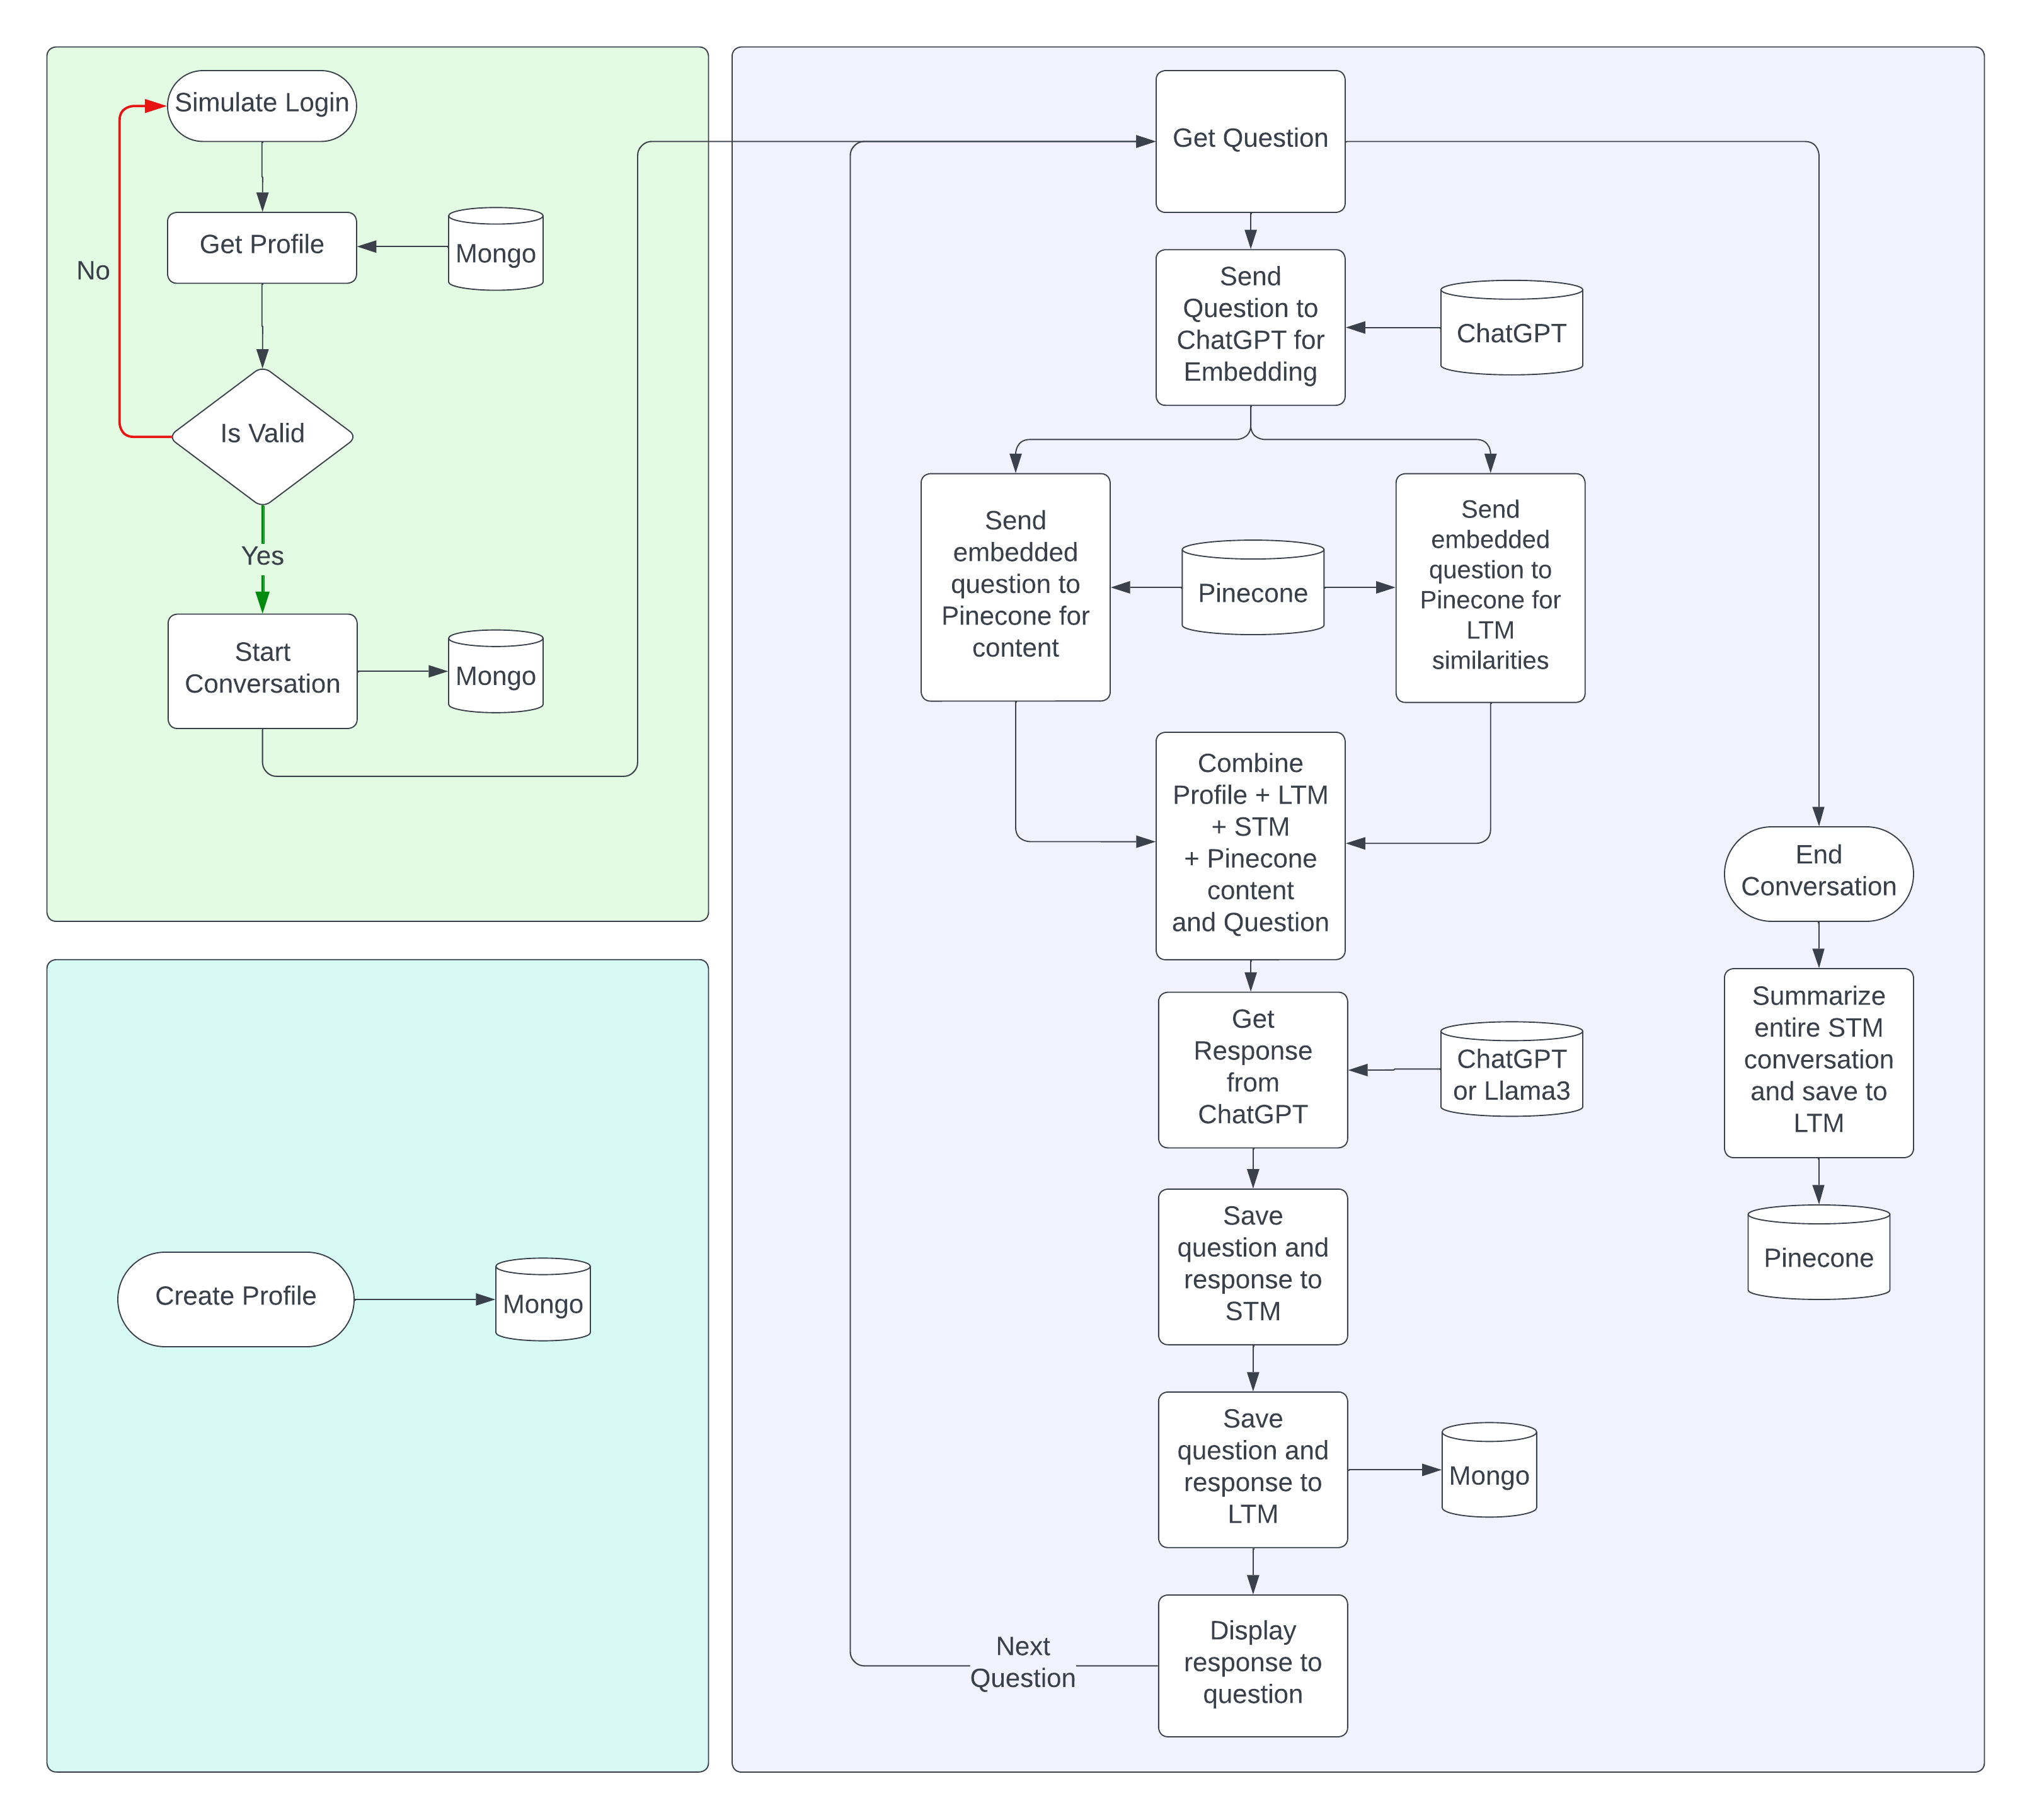 Simulate Login
Get Profile
Mongo
No
Is Valid
Yes
Start
Conversation
Mongo
Create Profile
Mongo
Get Question
Send
Question to
ChatGPT for
Embedding
ChatGPT
Send
embedded
question to
Pinecone for
content
Pinecone
Send
embedded
question to
Pinecone for
LTM
similarities
Combine
Profile + LTM
+ STM
+ Pinecone
content
and Question
Get
Response
from
ChatGPT
ChatGPT
or Llama3
Save
question and
response to
STM
Save
question and
response to
LTM
Mongo
Display
response to
question
Next
Question
End
Conversation
Summarize
entire STM
conversation
and save to
LTM
Pinecone